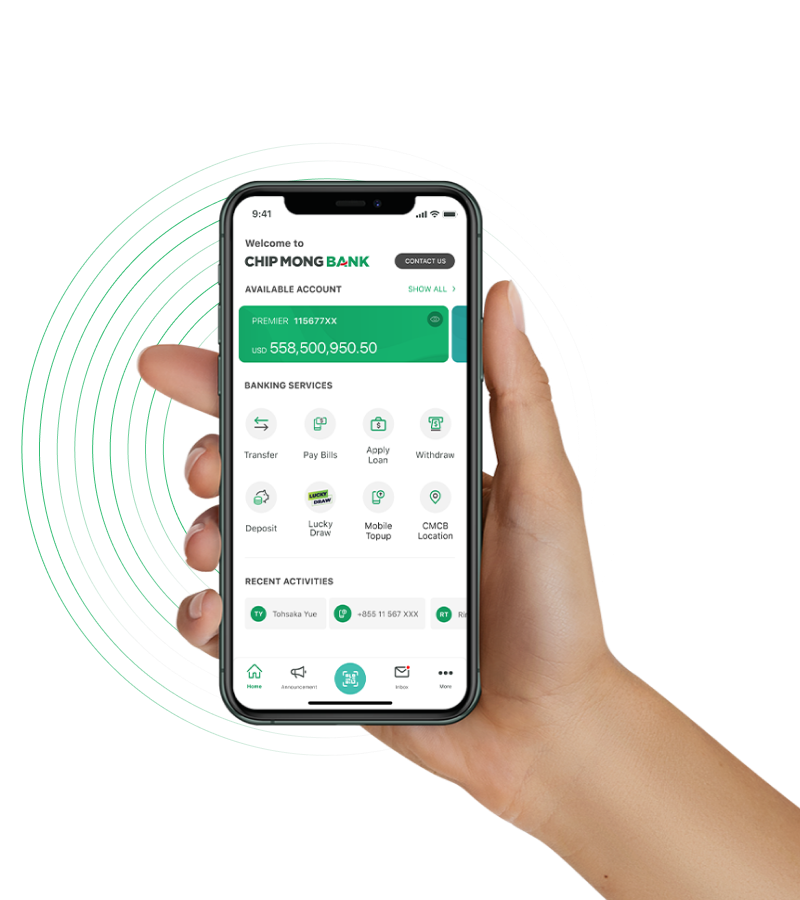 9:41
Welcome to
CHIP MONG BANK
CONTACT US
AVAILABLE ACCOUNT
SHOW ALL
PREMIER 115677XX
USD 558,500,950.50
BANKING SERVICES
Transfer
Pay Bills
Apply
Loan
Withdraw
LUCKY
DRAW
Deposit
Lucky
Draw
Mobile
Topup
CMCB
Location
RECENT ACTIVITIES
TY Tohsaka Yue
+855 11 567 XXX
RT
Home
Announcement
Inbox
More